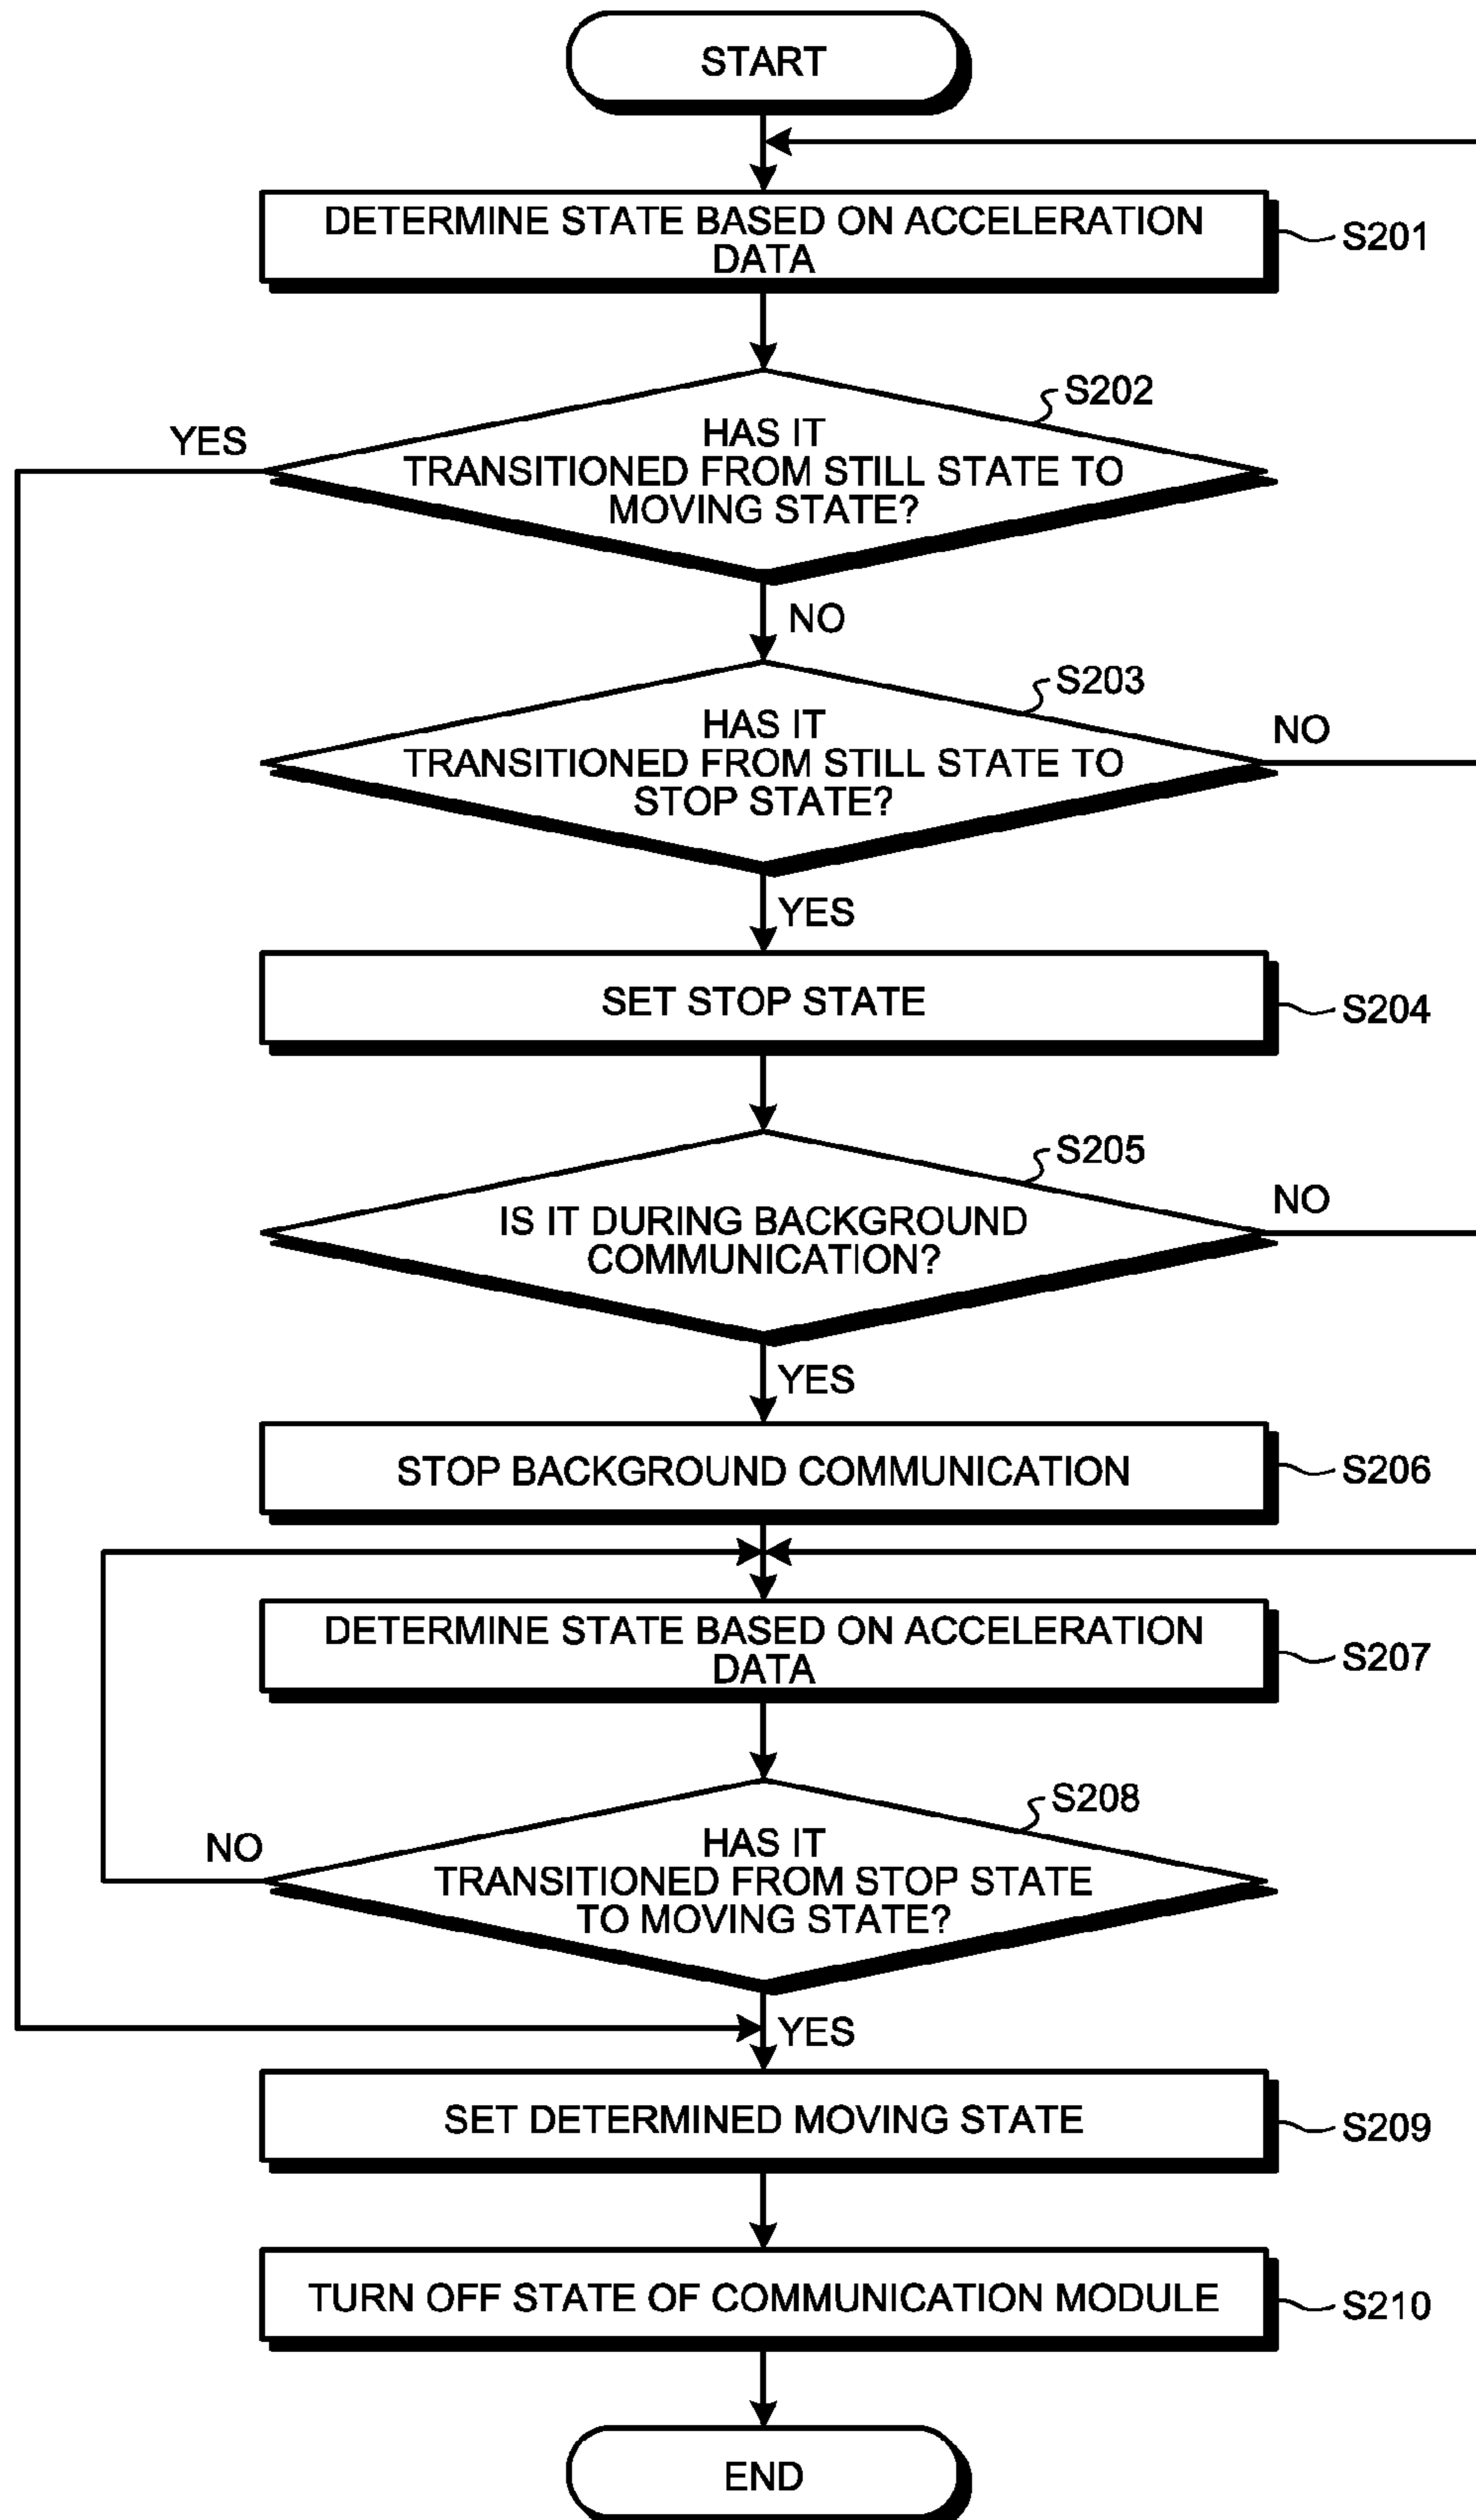 START
DETERMINE STATE BASED ON ACCELERATION
DATA
S201
S202
HAS IT
TRANSITIONED FROM STILL STATE TO
MOVING STATE?
YES
NO
S203
HAS IT
TRANSITIONED FROM STILL STATE TO
STOP STATE?
NO
YES
SET STOP STATE
S204
S205
IS IT DURING BACKGROUND
COMMUNICATION?
NO
YES
STOP BACKGROUND COMMUNICATION
S206
DETERMINE STATE BASED ON ACCELERATION
DATA
S207
S208
HAS IT
TRANSITIONED FROM STOP STATE
TO MOVING STATE?
NO
YES
SET DETERMINED MOVING STATE
S209
TURN OFF STATE OF COMMUNICATION MODULE
S210
END